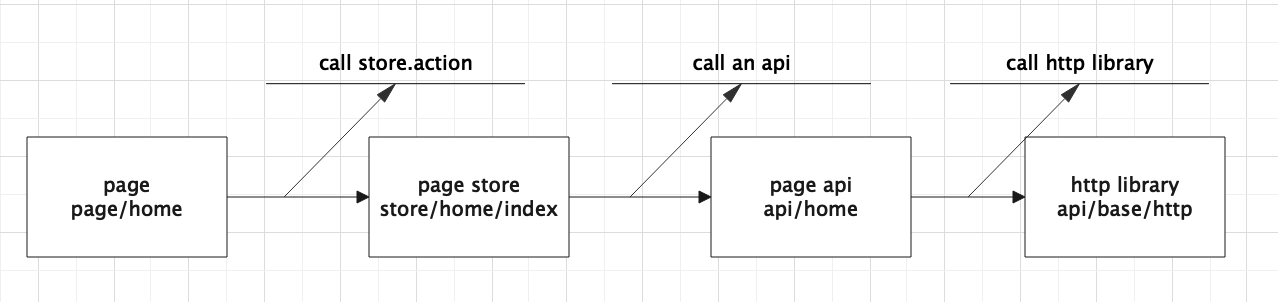 call store.action
call an api
call http library
page
page/home
page store
store/home/index
page api
api/home
http library
api/base/http